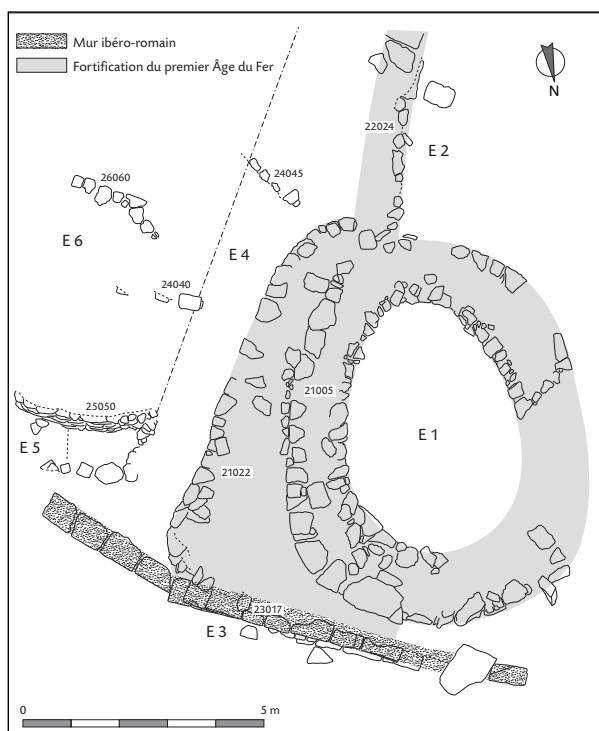 Mur ibéro-romain
Fortification du premier Âge du Fer
N
22024
E 2
26060
24045
E 6
E 4
24040
25050
21005
E 5
E 1
21022
23017
E 3
0
5 m